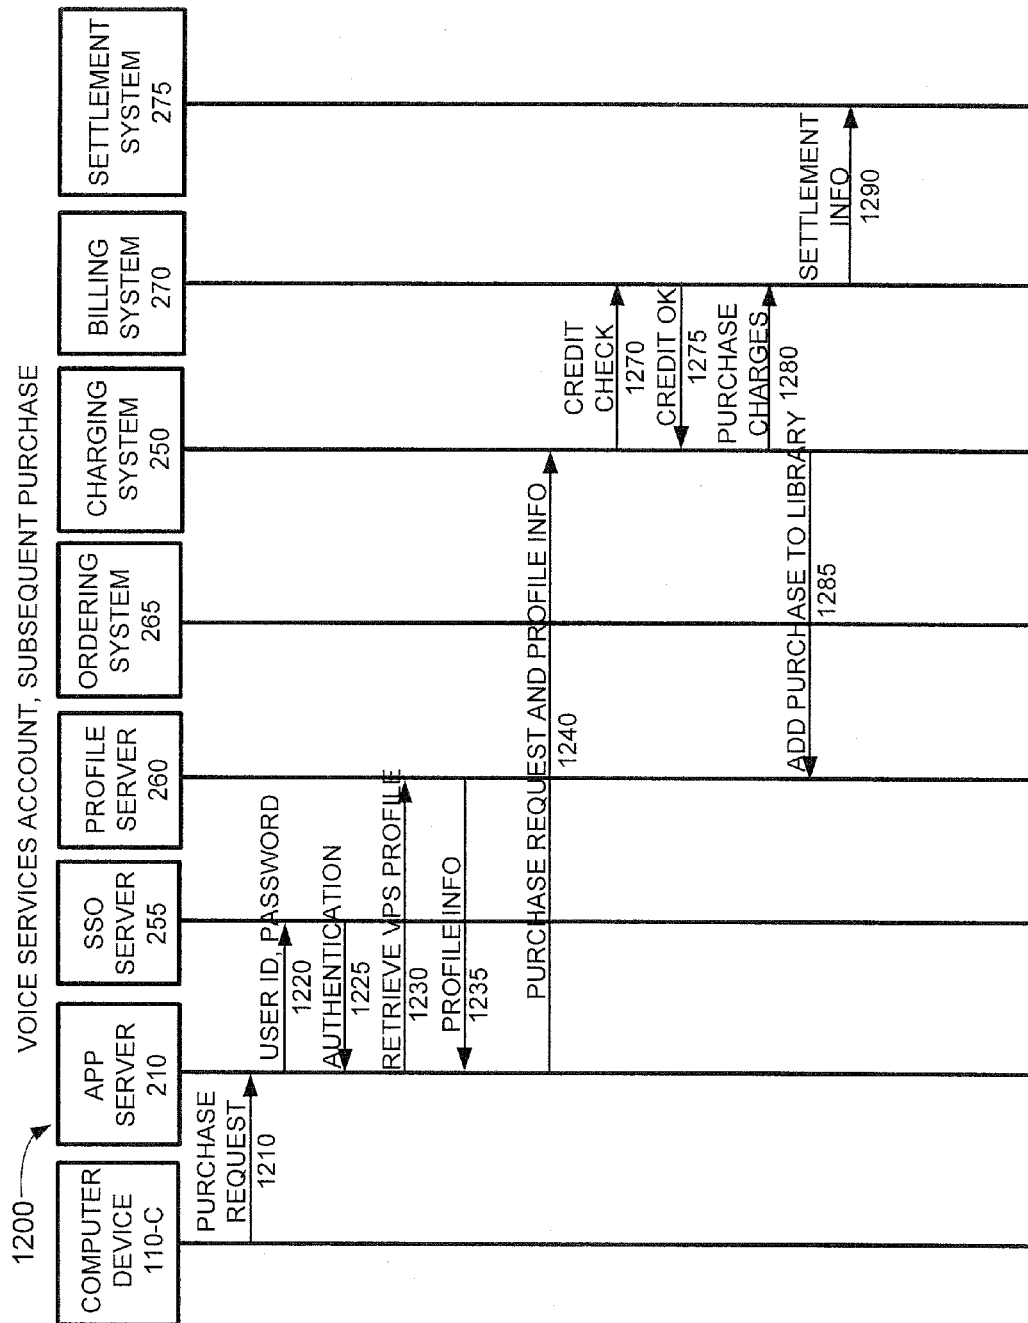 1200
VOICE SERVICES ACCOUNT, SUBSEQUENT PURCHASE
COMPUTER
DEVICE
110-C
APP
SERVER
210
SSO
SERVER
255
PROFILE
SERVER
260
ORDERING
SYSTEM
265
CHARGING
SYSTEM
250
BILLING
SYSTEM
270
SETTLEMENT
SYSTEM
275
PURCHASE
REQUEST
1210
USER ID, PASSWORD
1220
AUTHENTICATION
1225
RETRIEVE VPS PROFILE
1230
PROFILE INFO
1235
PURCHASE REQUEST AND PROFILE INFO
1240
CREDIT
CHECK
1270
CREDIT OK
1275
PURCHASE
CHARGES
1280
ADD PURCHASE TO LIBRARY
1285
SETTLEMENT
INFO
1290